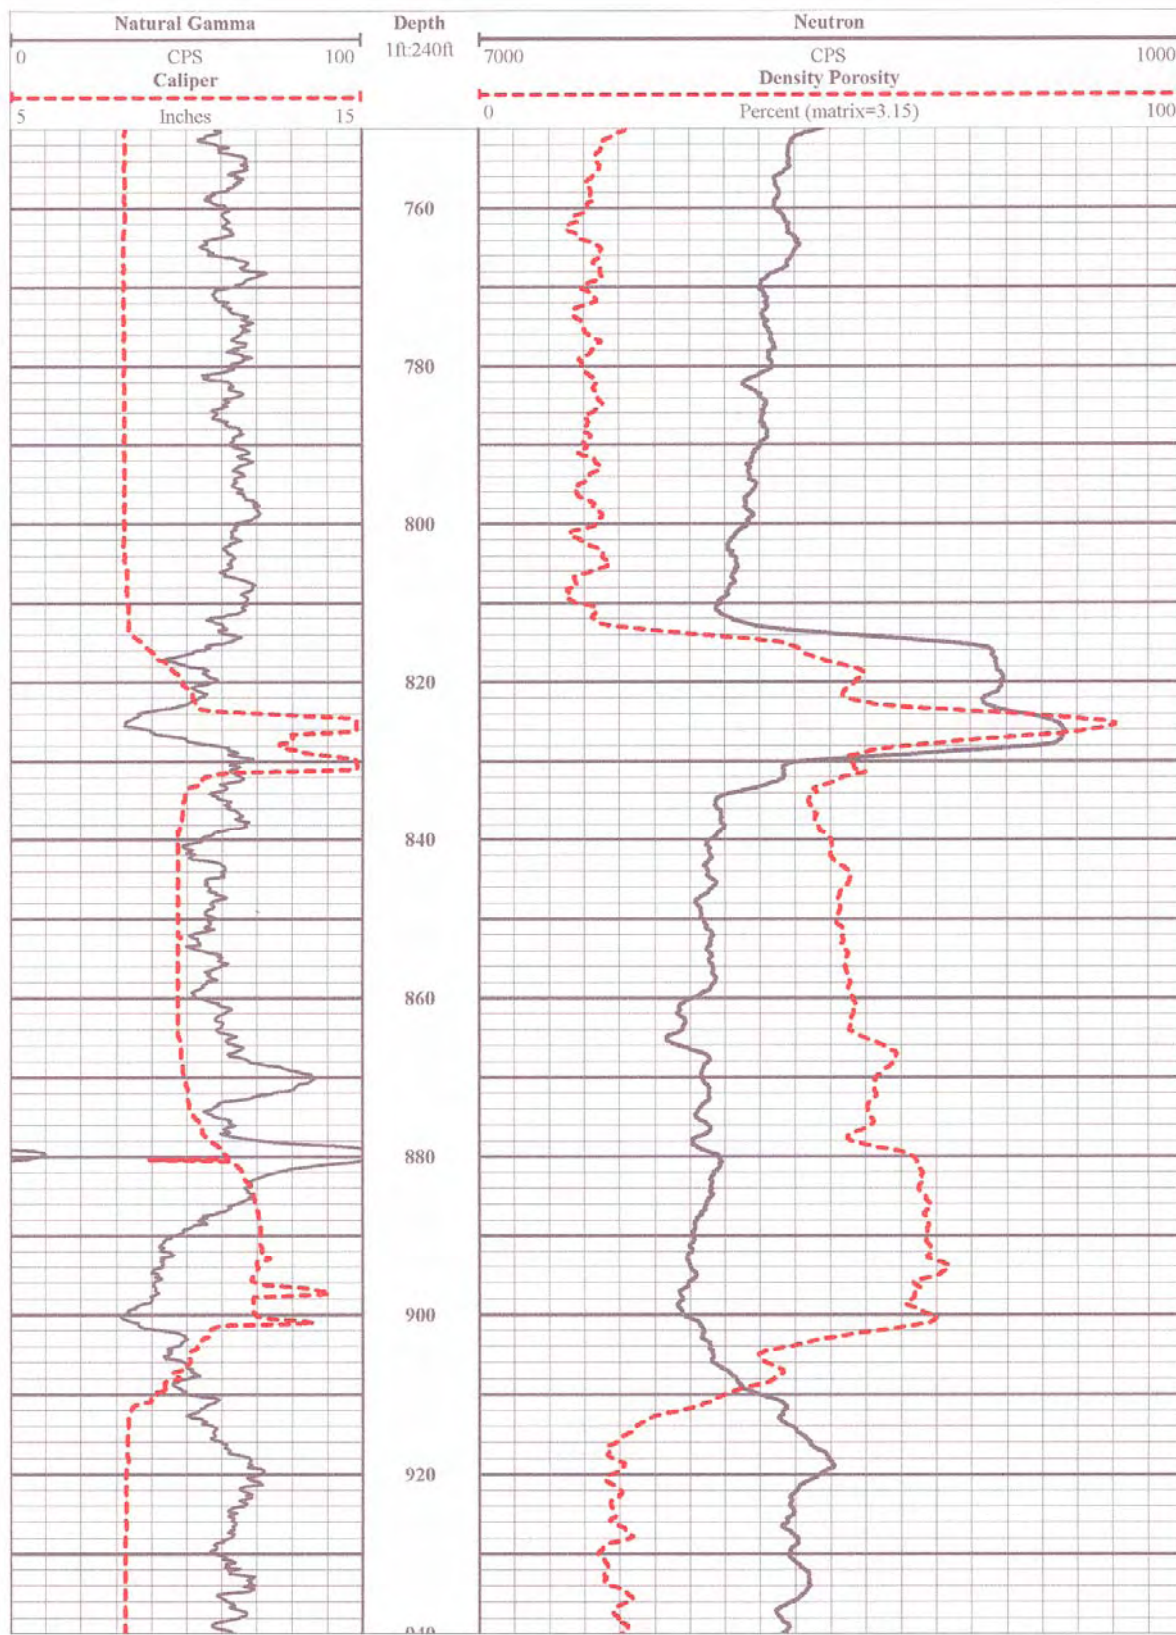 Natural Gamma Depth Neutron
0 CPS 100 1ft:240ft 7000 CPS 1000
Caliper Density Porosity
5 Inches 15 0 Percent (matrix=3.15) 100
760
780
800
820
840
860
880
900
920
940